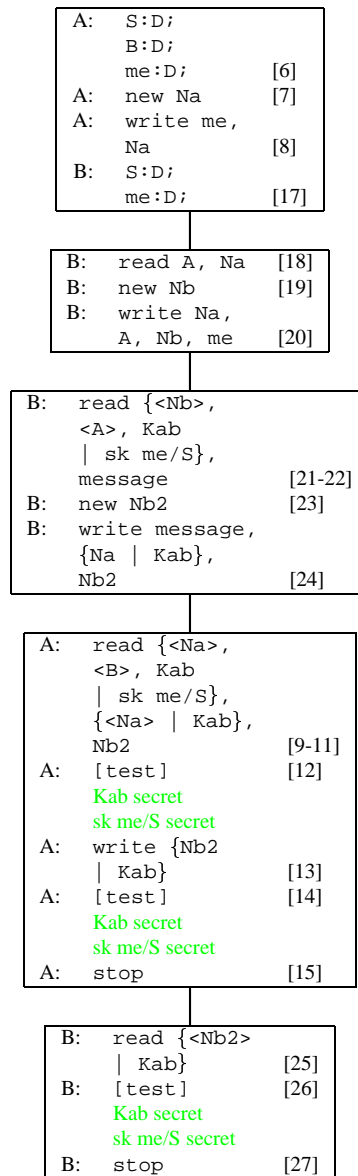 A: S:D;
B:D;
me:D; [6]
A: new Na [7]
A: write me,
Na [8]
B: S:D;
me:D; [17]
B: read A, Na [18]
B: new Nb [19]
B: write Na,
A, Nb, me [20]
B: read {<Nb>,
<A>, Kab
| sk me/S},
message [21-22]
B: new Nb2 [23]
B: write message,
{Na | Kab},
Nb2 [24]
A: read {<Na>,
<B>, Kab
| sk me/S},
{<Na> | Kab},
Nb2 [9-11]
A: [test] [12]
Kab secret
sk me/S secret
A: write {Nb2
| Kab} [13]
A: [test] [14]
Kab secret
sk me/S secret
A: stop [15]
B: read {<Nb2>
| Kab} [25]
B: [test] [26]
Kab secret
sk me/S secret
B: stop [27]